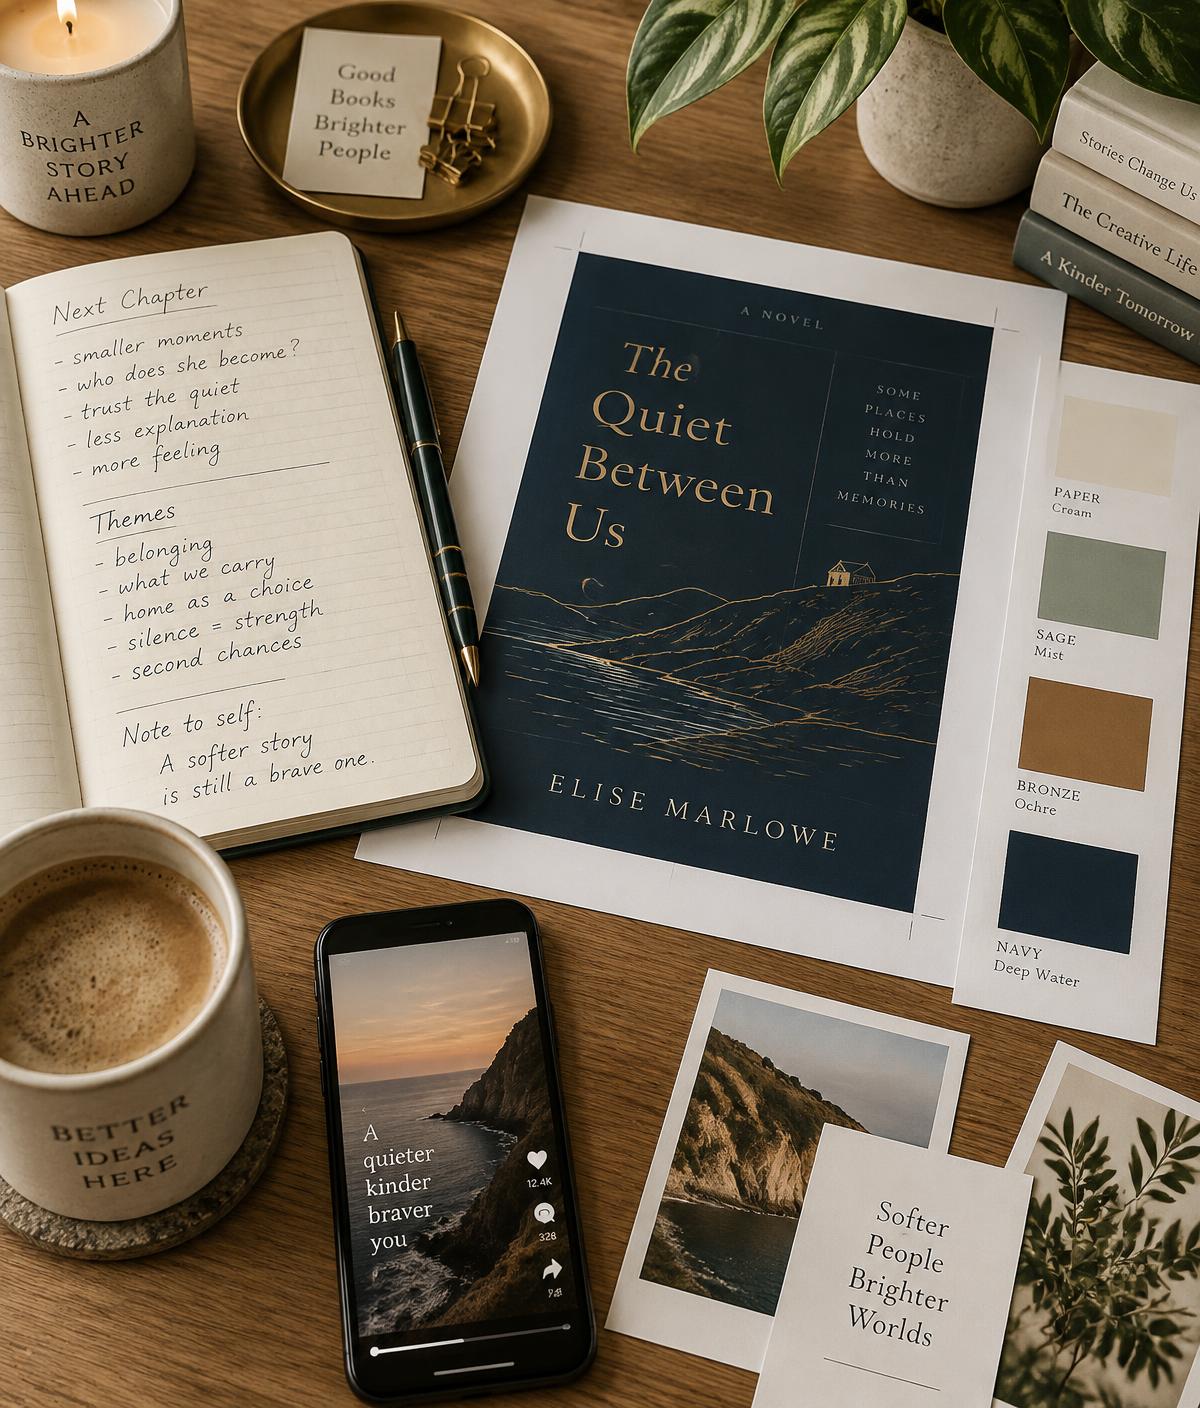 A
BRIGHTER
STORY
AHEAD
Good
Books
Brighter
People
Stories Change Us
The Creative Life
A Kinder Tomorrow
Next Chapter
- smaller moments
- who does she become?
- trust the quiet
- less explanation
- more feeling
Themes
- belonging
- what we carry
- home as a choice
- silence = strength
- second chances
Note to self:
A softer story
is still a brave one.
A NOVEL
The
Quiet
Between
Us
SOME
PLACES
HOLD
MORE
THAN
MEMORIES
ELISE MARLOWE
PAPER
Cream
SAGE
Mist
BRONZE
Ochre
NAVY
Deep Water
BETTER
IDEAS
HERE
A
quieter
kinder
braver
you
12.4K
328
Softer
People
Brighter
Worlds